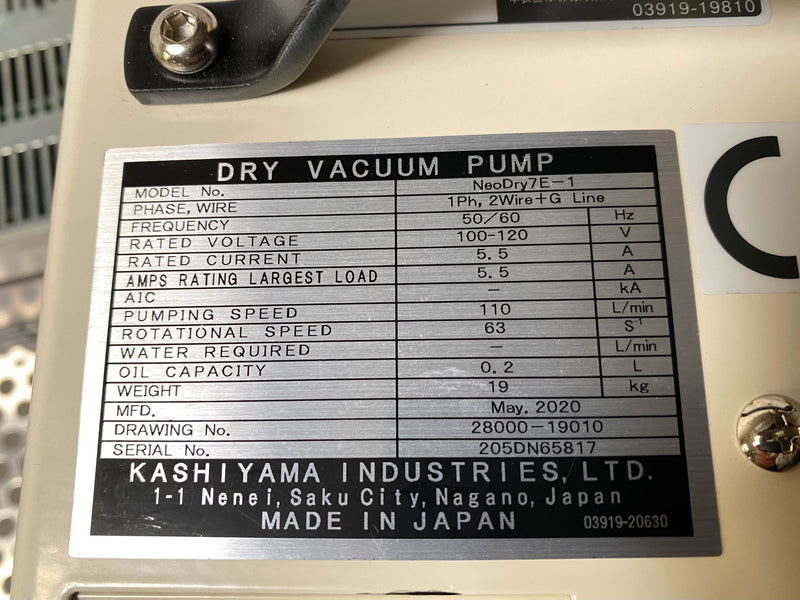 03919-19810
DRY VACUUM PUMP
MODEL No. NeoDry7E-1
PHASE, WIRE 1Ph, 2Wire+G Line
FREQUENCY 50/60 Hz
RATED VOLTAGE 100-120 V
RATED CURRENT 5.5 A
AMPS RATING LARGEST LOAD 5.5 A
AIC — kA
PUMPING SPEED 110 L/min
ROTATIONAL SPEED 63 S⁻¹
WATER REQUIRED — L/min
OIL CAPACITY 0.2 L
WEIGHT 19 kg
MFD. May. 2020
DRAWING No. 28000-19010
SERIAL No. 205DN65817
KASHIYAMA INDUSTRIES, LTD.
1-1 Nenei, Saku City, Nagano, Japan
MADE IN JAPAN 03919-20630